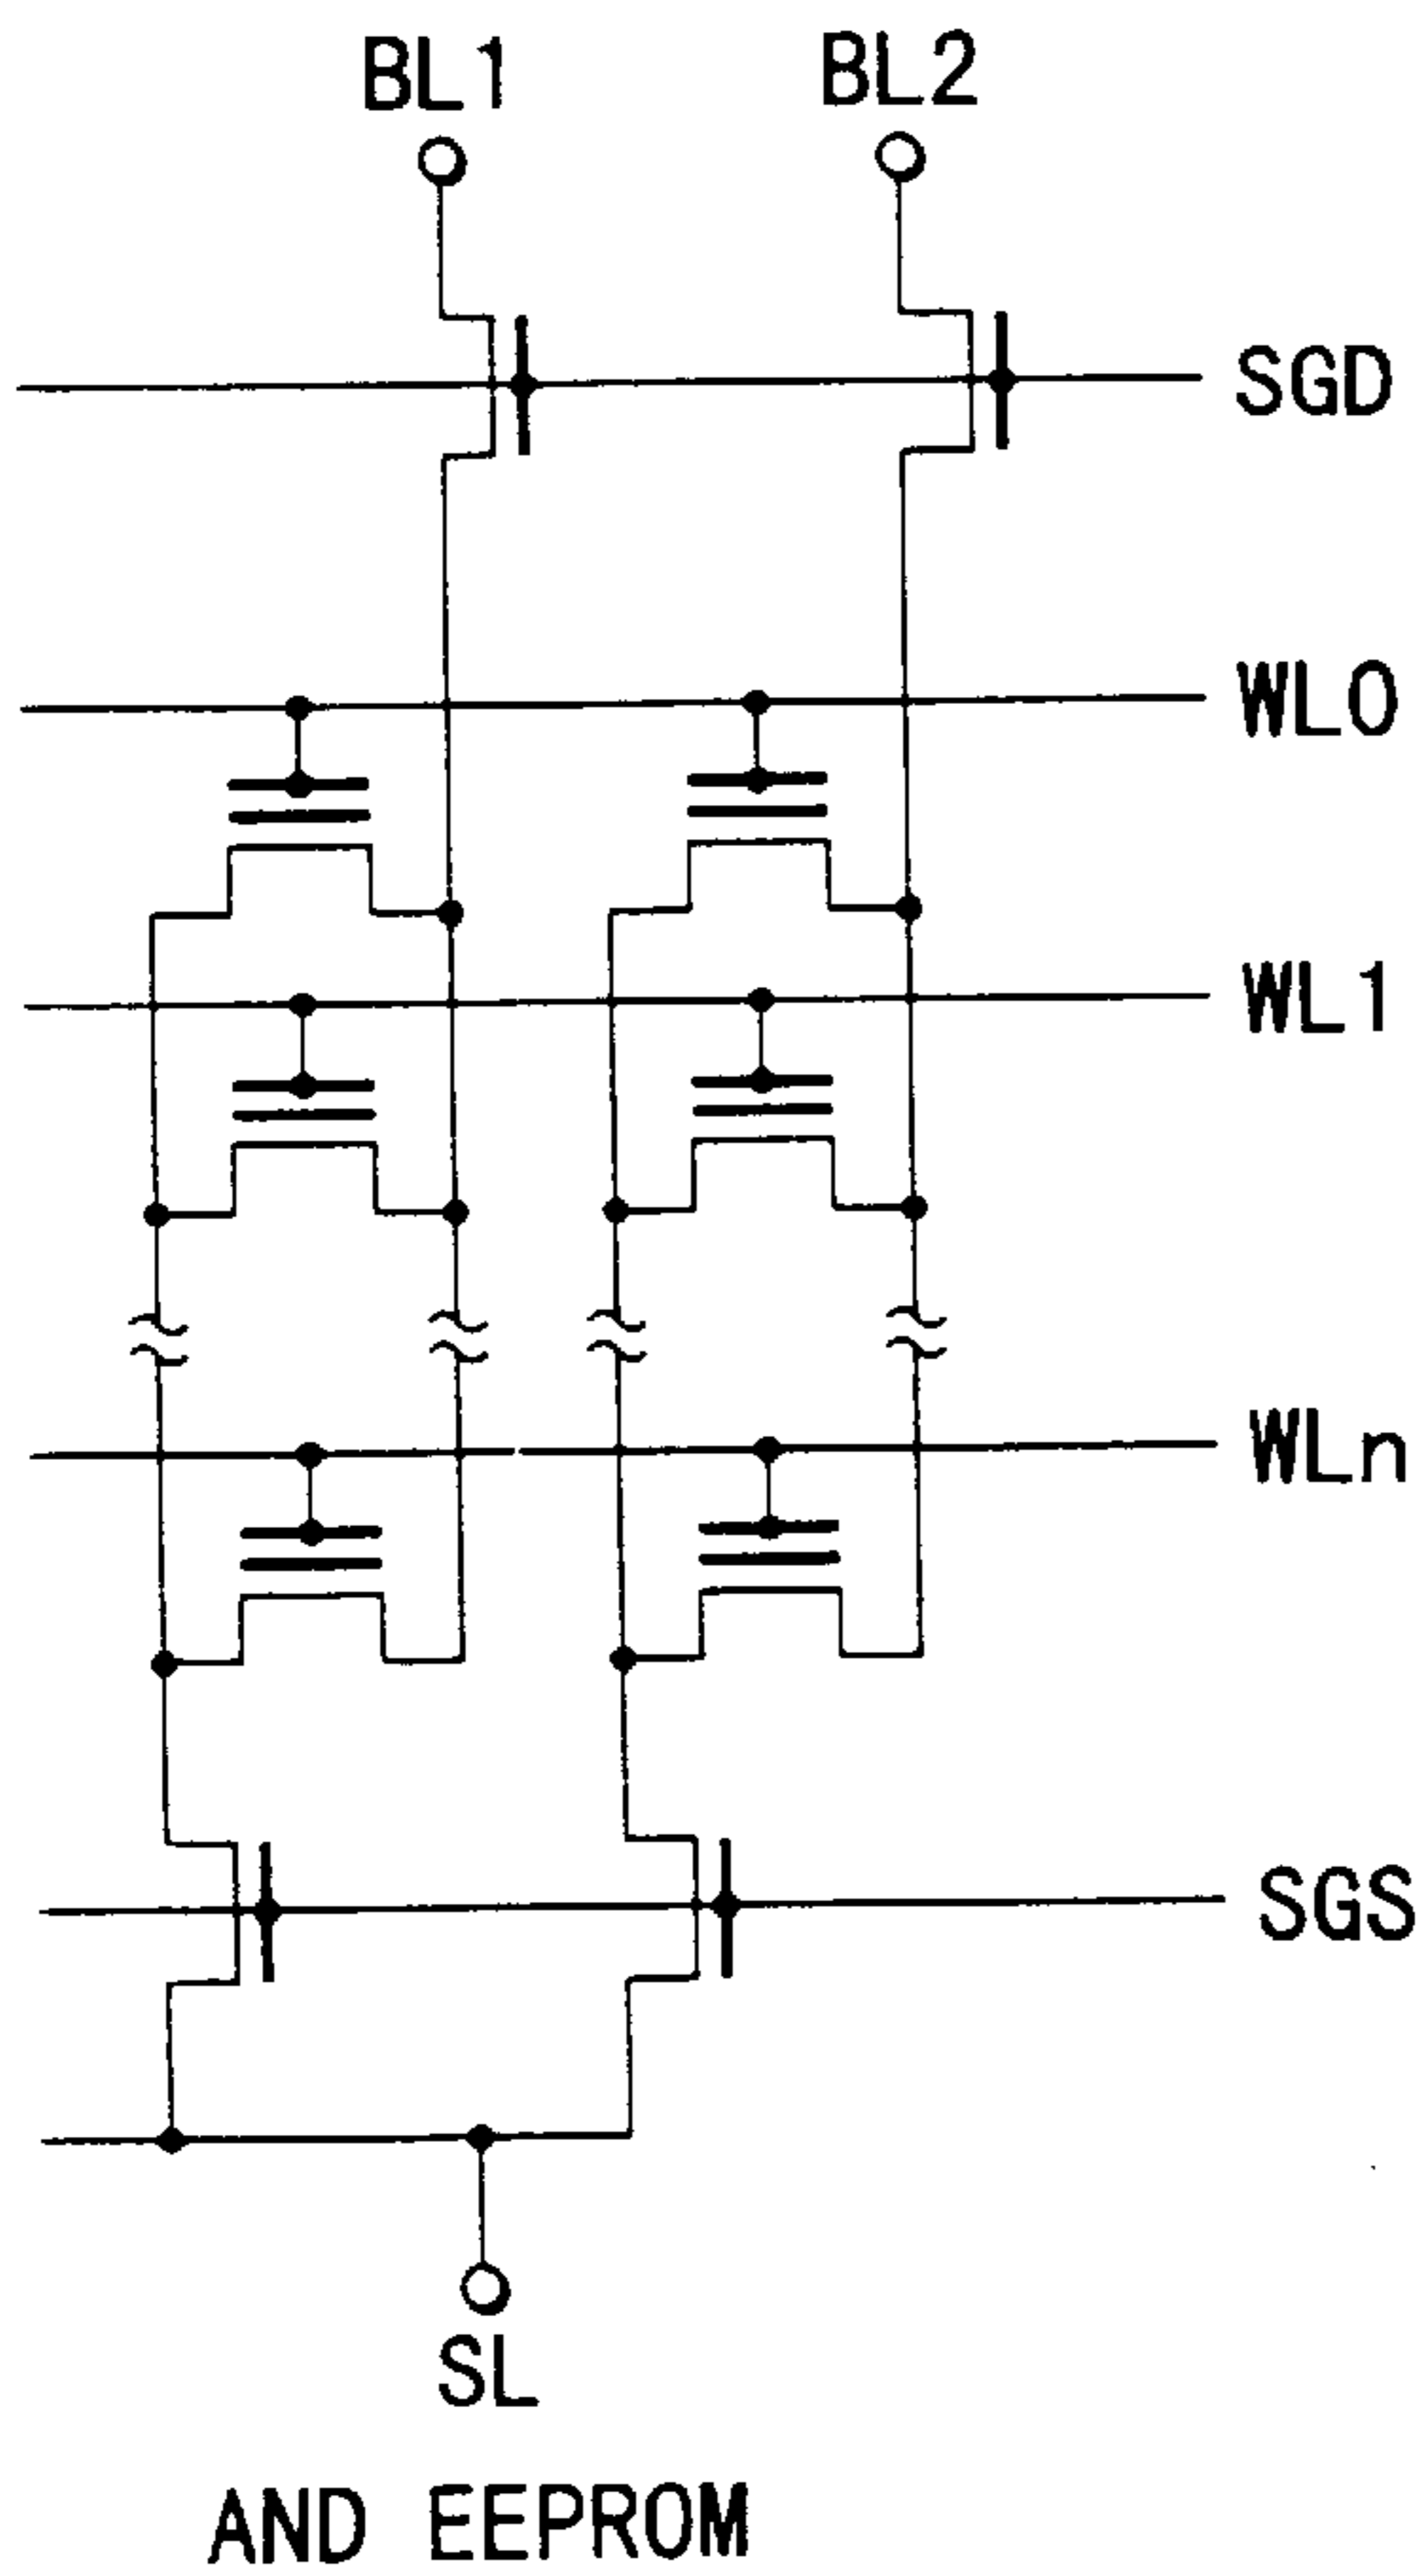 BL1 BL2
SGD
WL0
WL1
WLn
SGS
SL
AND EEPROM